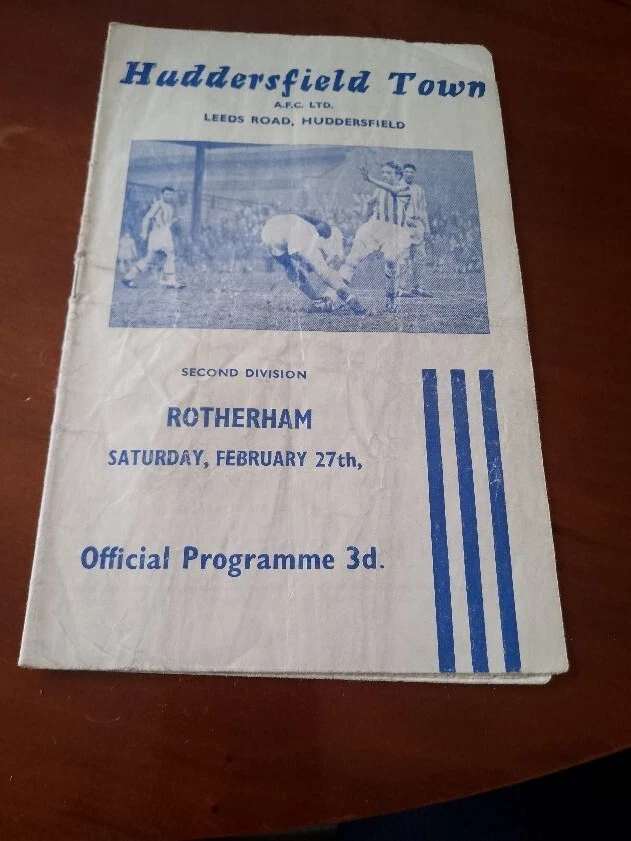 Huddersfield Town
A.F.C. LTD.
LEEDS ROAD, HUDDERSFIELD
SECOND DIVISION
ROTHERHAM
SATURDAY, FEBRUARY 27th,
Official Programme 3d.